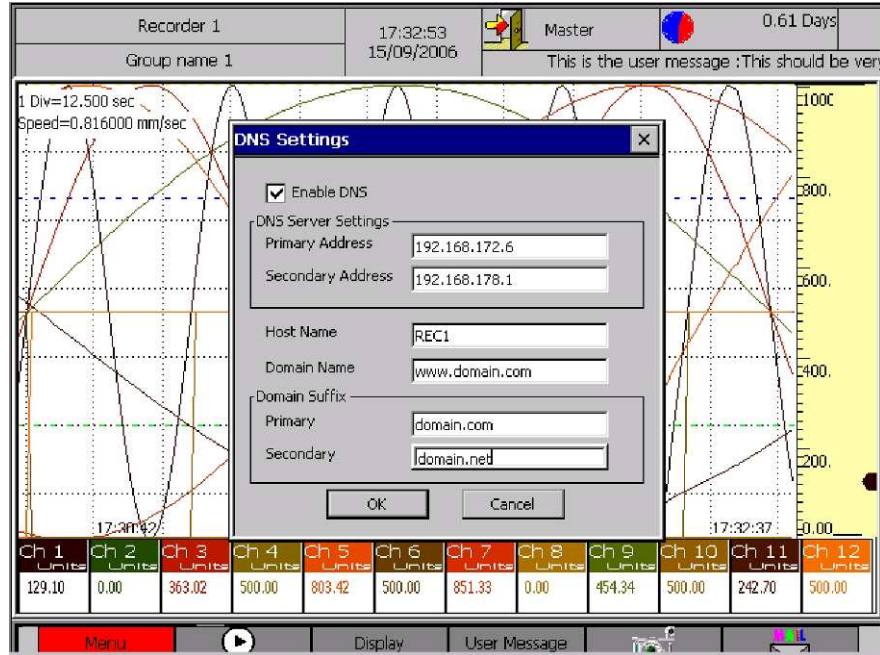 Recorder 1
17:32:53
15/09/2006
Master
0.61 Days
Group name 1
This is the user message :This should be very
1 Div=12.500 sec
Speed=0.816000 mm/sec
DNS Settings
Enable DNS
DNS Server Settings
Primary Address 192.168.172.6
Secondary Address 192.168.178.1
Host Name REC1
Domain Name www.domain.com
Domain Suffix
Primary domain.com
Secondary domain.net
OK Cancel
1000
800.
600.
400.
200.
0.00
17:30:42
17:32:37
Ch 1 Ch 2 Ch 3 Ch 4 Ch 5 Ch 6 Ch 7 Ch 8 Ch 9 Ch 10 Ch 11 Ch 12
Units Units Units Units Units Units Units Units Units Units Units Units
129.10 0.00 363.02 500.00 803.42 500.00 851.33 0.00 454.34 500.00 242.70 500.00
Menu Display User Message MAIL